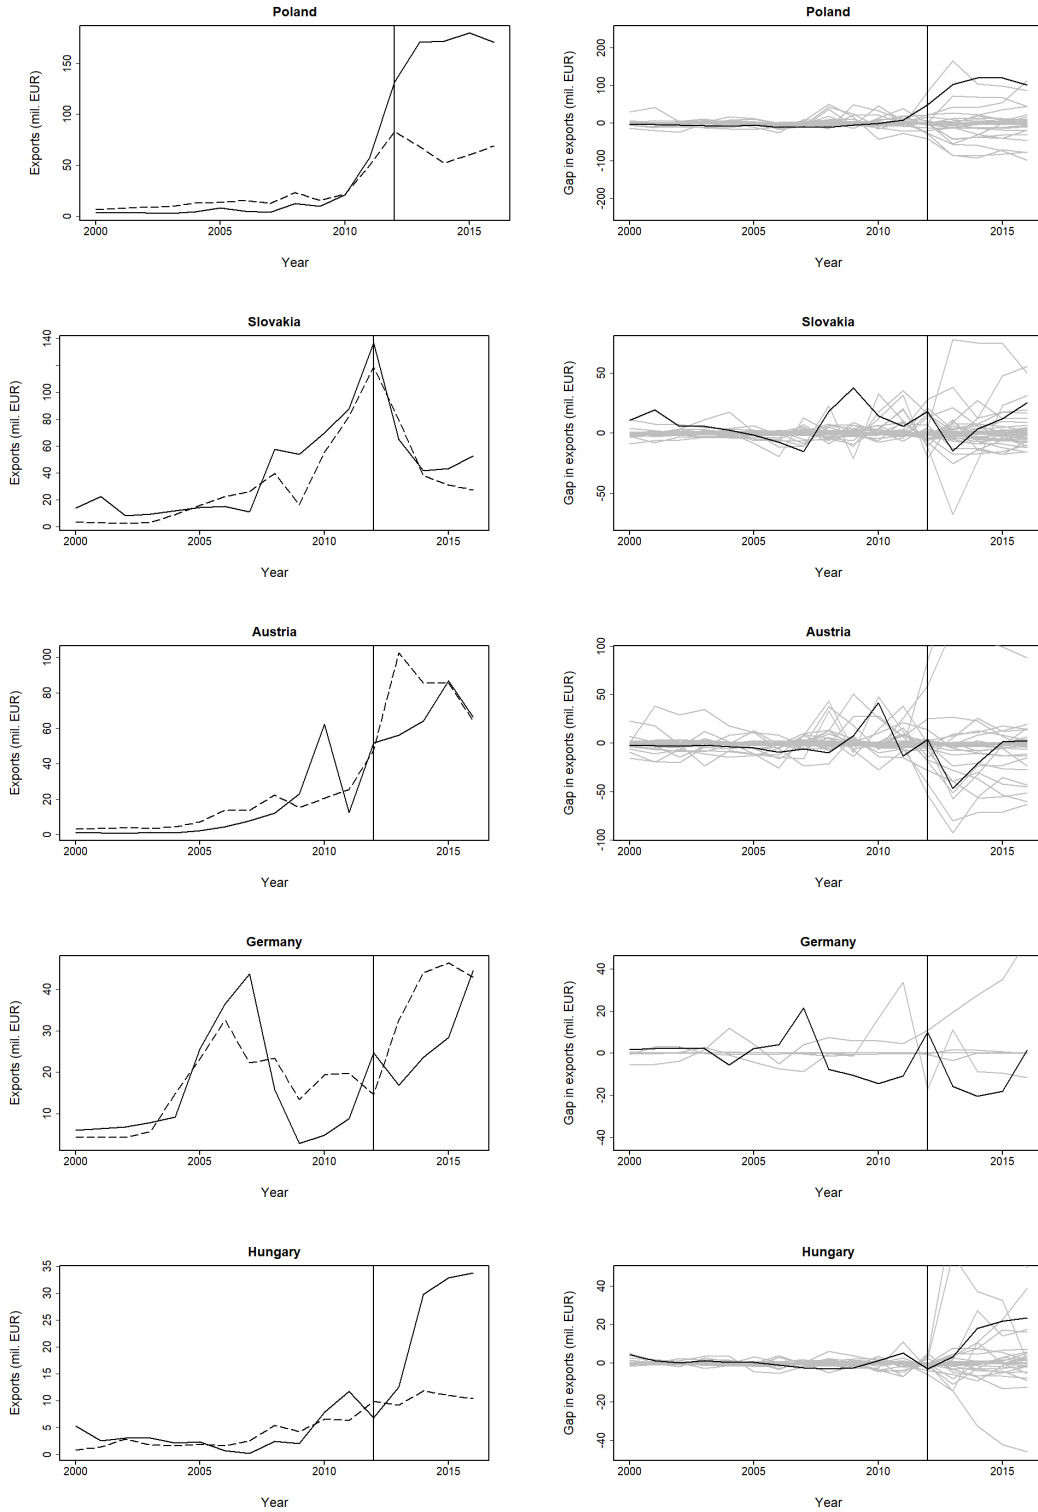 Poland
Exports (mil. EUR)
0 50 100 150
2000 2005 2010 2015
Year
Poland
Gap in exports (mil. EUR)
-200 -100 0 100 200
2000 2005 2010 2015
Year
Slovakia
Exports (mil. EUR)
0 20 40 60 80 100 140
2000 2005 2010 2015
Year
Slovakia
Gap in exports (mil. EUR)
-50 0 50
2000 2005 2010 2015
Year
Austria
Exports (mil. EUR)
0 20 40 60 80 100
2000 2005 2010 2015
Year
Austria
Gap in exports (mil. EUR)
-100 -50 0 50 100
2000 2005 2010 2015
Year
Germany
Exports (mil. EUR)
10 20 30 40
2000 2005 2010 2015
Year
Germany
Gap in exports (mil. EUR)
-40 -20 0 20 40
2000 2005 2010 2015
Year
Hungary
Exports (mil. EUR)
0 5 10 15 20 25 30 35
2000 2005 2010 2015
Year
Hungary
Gap in exports (mil. EUR)
-40 -20 0 20 40
2000 2005 2010 2015
Year